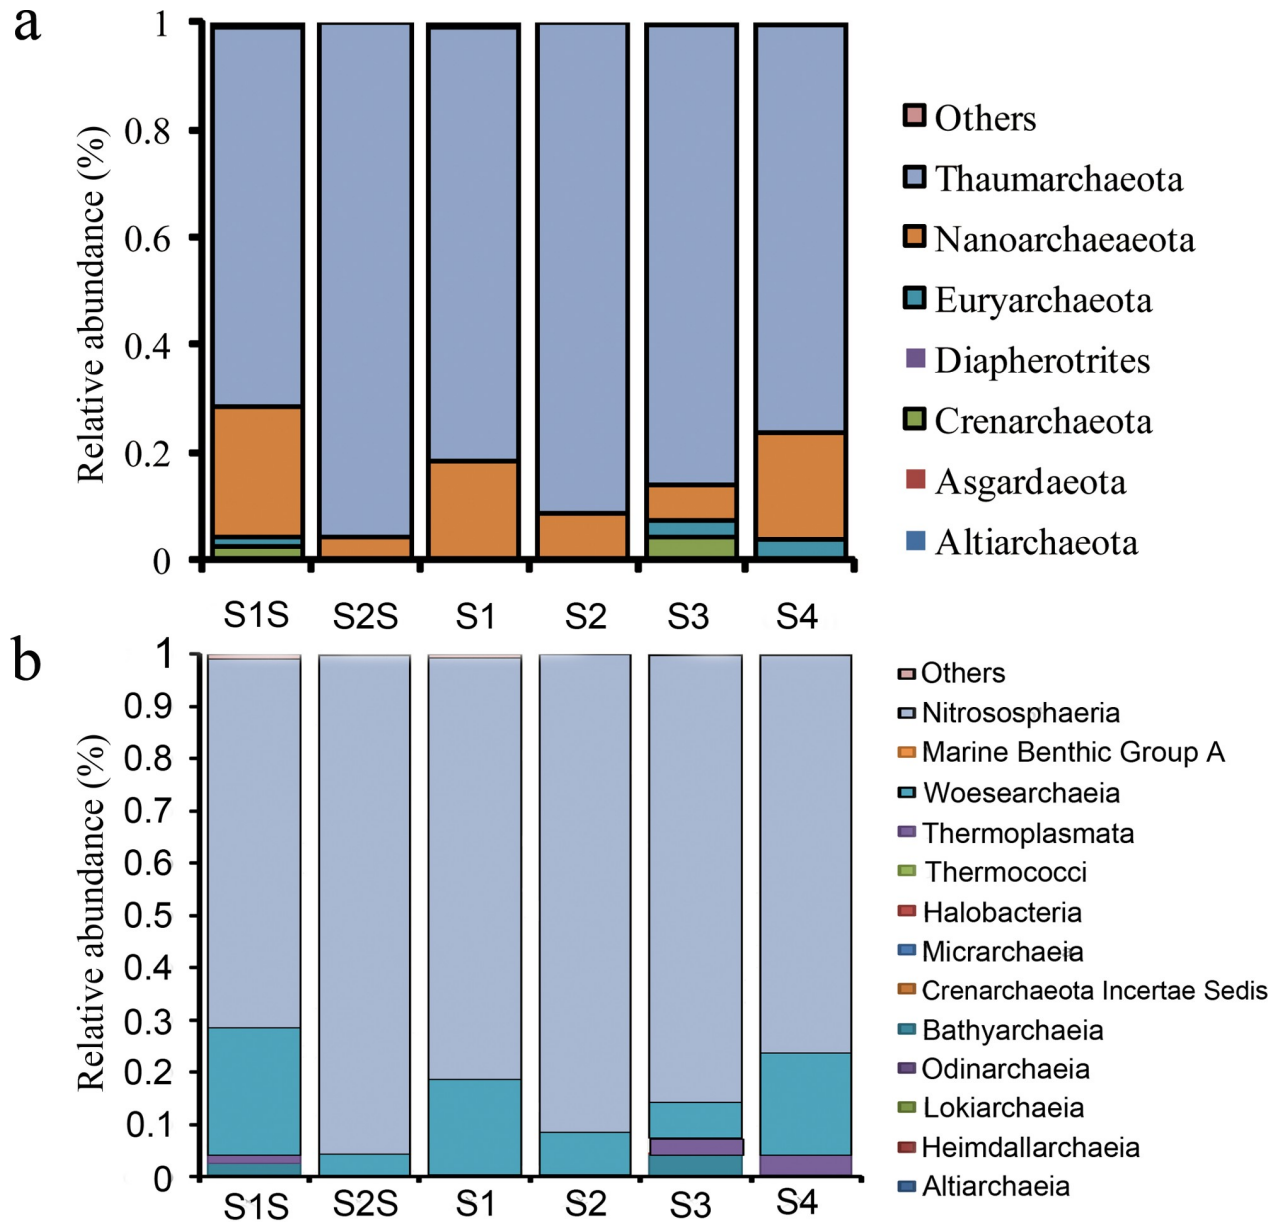 a
Relative abundance (%)
1
0.8
0.6
0.4
0.2
0
S1S S2S S1 S2 S3 S4
Others
Thaumarchaeota
Nanoarchaeaeota
Euryarchaeota
Diapherotrites
Crenarchaeota
Asgardaeota
Altiarchaeota
b
Relative abundance (%)
1
0.9
0.8
0.7
0.6
0.5
0.4
0.3
0.2
0.1
0
S1S S2S S1 S2 S3 S4
Others
Nitrososphaeria
Marine Benthic Group A
Woesearchaeia
Thermoplasmata
Thermococci
Halobacteria
Micrarchaeia
Crenarchaeota Incertae Sedis
Bathyarchaeia
Odinarchaeia
Lokiarchaeia
Heimdallarchaeia
Altiarchaeia